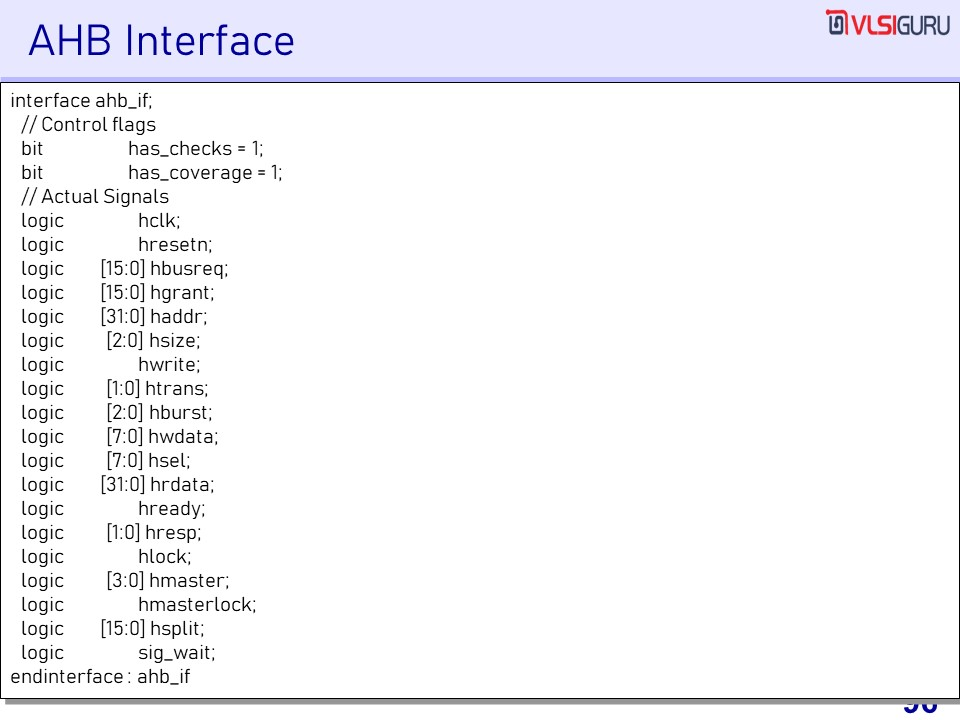 AHB Interface
VLSIGURU
interface ahb_if;
// Control flags
bit has_checks = 1;
bit has_coverage = 1;
// Actual Signals
logic hclk;
logic hresetn;
logic [15:0] hbusreq;
logic [15:0] hgrant;
logic [31:0] haddr;
logic [2:0] hsize;
logic hwrite;
logic [1:0] htrans;
logic [2:0] hburst;
logic [7:0] hwdata;
logic [7:0] hsel;
logic [31:0] hrdata;
logic hready;
logic [1:0] hresp;
logic hlock;
logic [3:0] hmaster;
logic hmasterlock;
logic [15:0] hsplit;
logic sig_wait;
endinterface : ahb_if